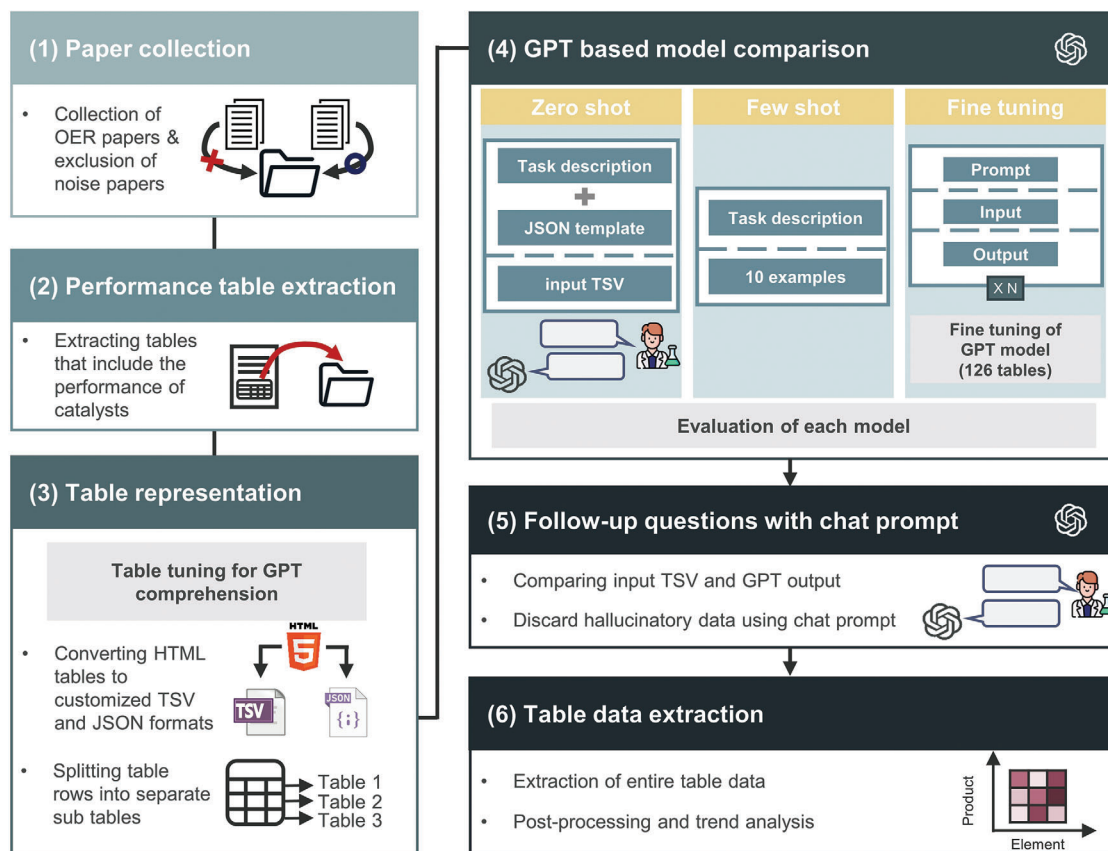 (1) Paper collection
• Collection of
OER papers &
exclusion of
noise papers
(2) Performance table extraction
• Extracting tables
that include the
performance of
catalysts
(3) Table representation
Table tuning for GPT
comprehension
• Converting HTML
tables to
customized TSV
and JSON formats
HTML
5
TSV
JSON
{;}
• Splitting table
rows into separate
sub tables
Table 1
Table 2
Table 3
(4) GPT based model comparison
Zero shot
Task description
+
JSON template
input TSV
Few shot
Task description
10 examples
Fine tuning
Prompt
Input
Output
X N
Fine tuning of
GPT model
(126 tables)
Evaluation of each model
(5) Follow-up questions with chat prompt
• Comparing input TSV and GPT output
• Discard hallucinatory data using chat prompt
(6) Table data extraction
• Extraction of entire table data
• Post-processing and trend analysis
Product
Element